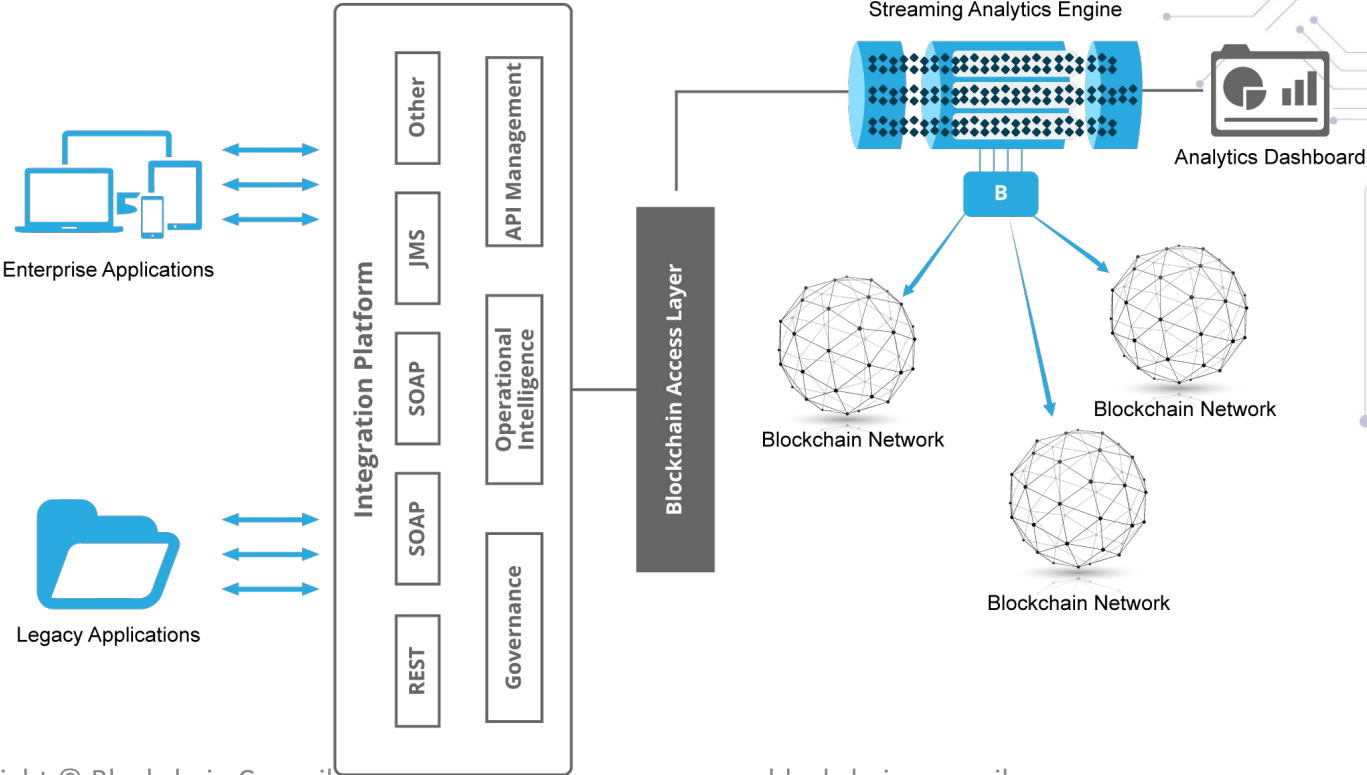 Streaming Analytics Engine
Analytics Dashboard
B
Enterprise Applications
Legacy Applications
Integration Platform
Other
JMS
SOAP
SOAP
REST
API Management
Operational
Intelligence
Governance
Blockchain Access Layer
Blockchain Network
Blockchain Network
Blockchain Network